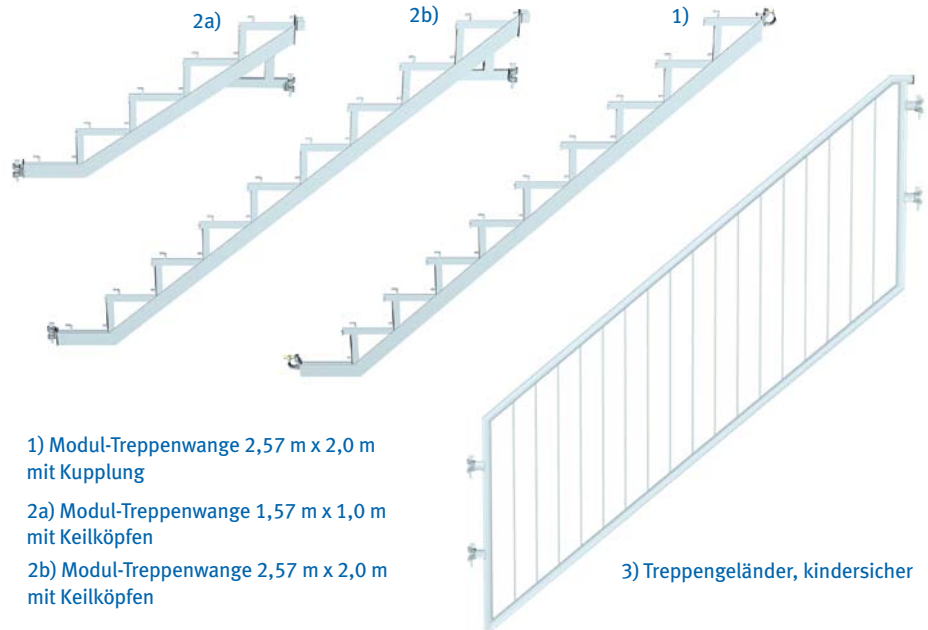 2a)
2b)
1)
1) Modul-Treppenwange 2,57 m x 2,0 m
mit Kupplung
2a) Modul-Treppenwange 1,57 m x 1,0 m
mit Keilköpfen
2b) Modul-Treppenwange 2,57 m x 2,0 m
mit Keilköpfen
3) Treppengeländer, kindersicher